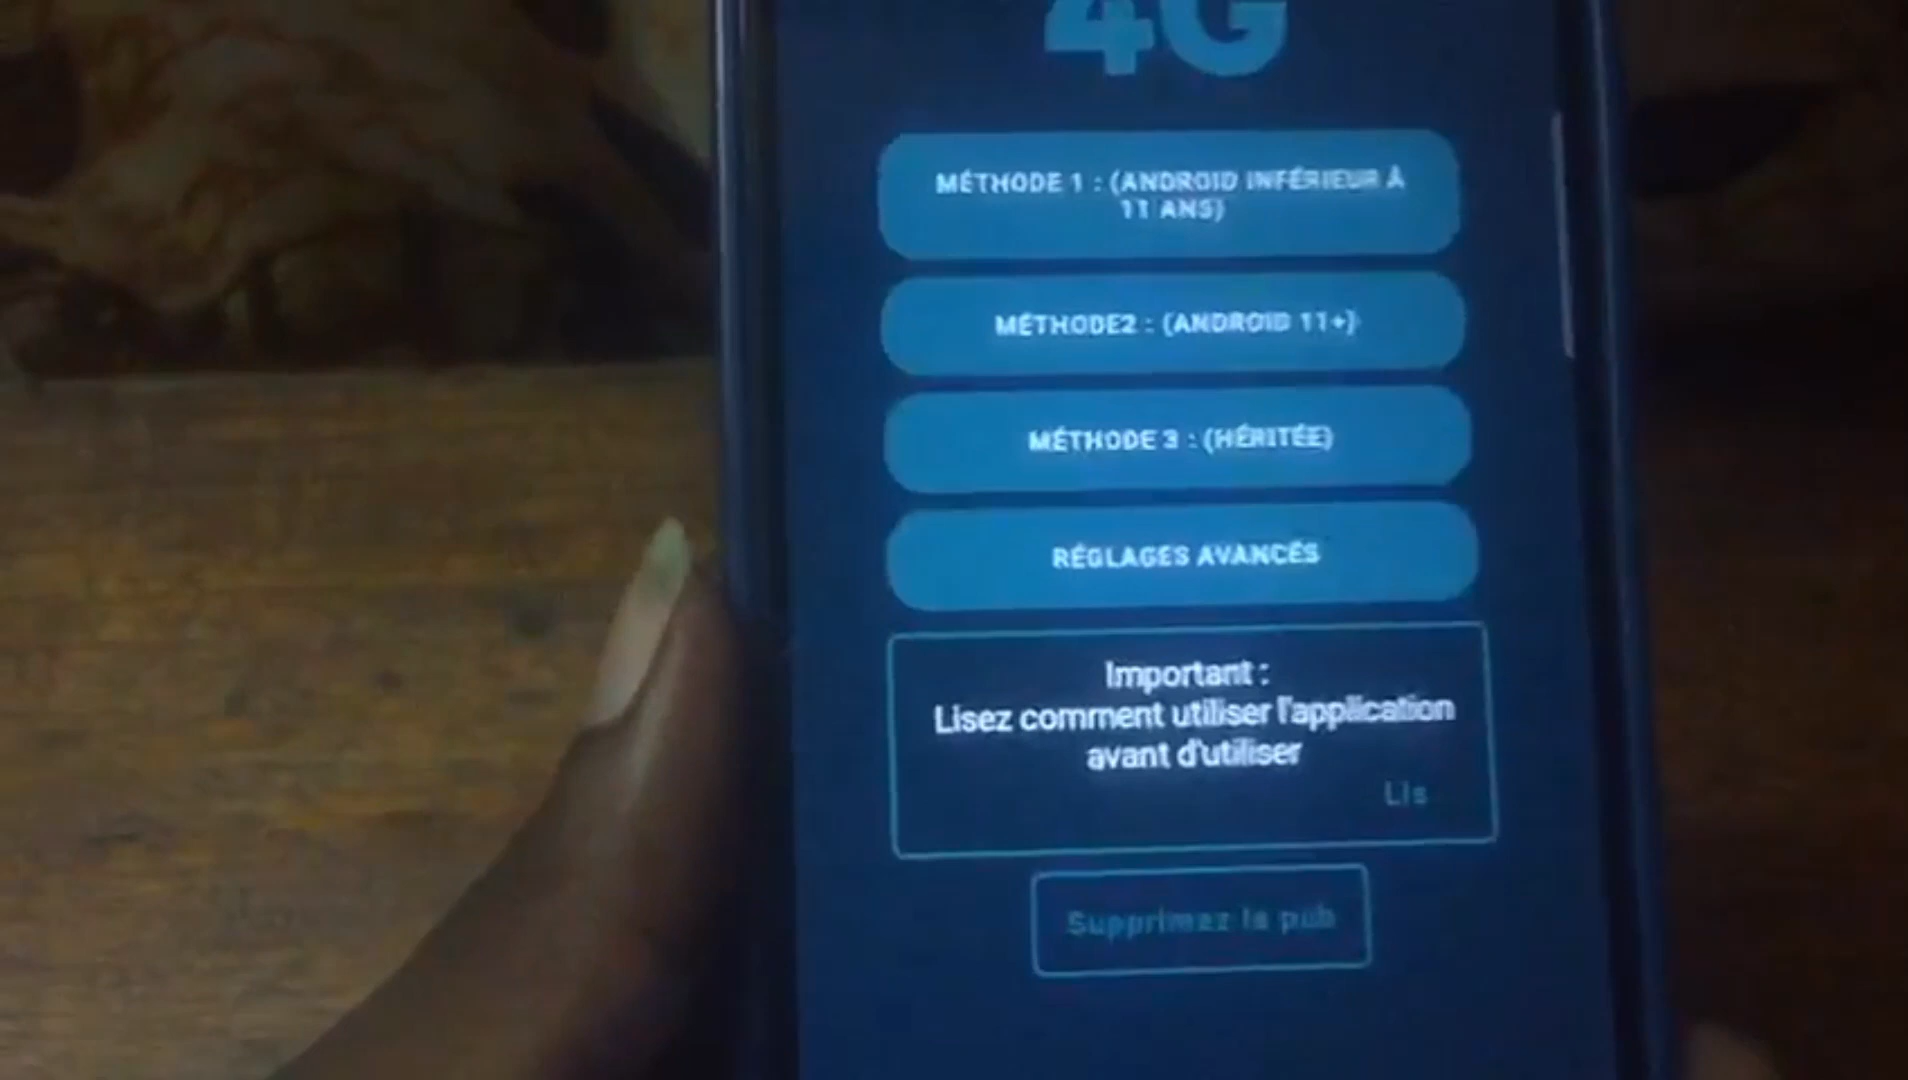 4G
MÉTHODE 1 : (ANDROID INFÉRIEUR À
11 ANS)
MÉTHODE2 : (ANDROID 11+)
MÉTHODE 3 : (HÉRITÉE)
RÉGLAGES AVANCÉS
Important :
Lisez comment utiliser l'application
avant d'utiliser
Lis
Supprimez la pub